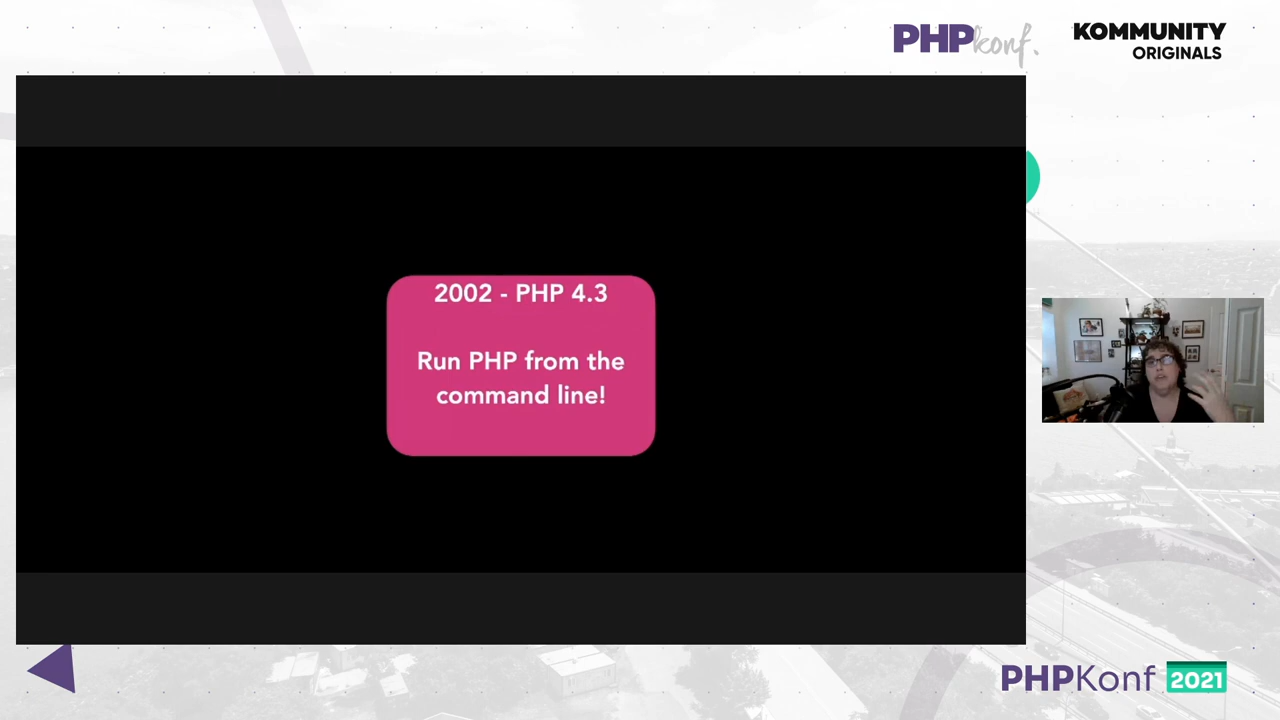 PHPkonf.
KOMMUNITY
ORIGINALS
2002 - PHP 4.3
Run PHP from the
command line!
PHPKonf 2021